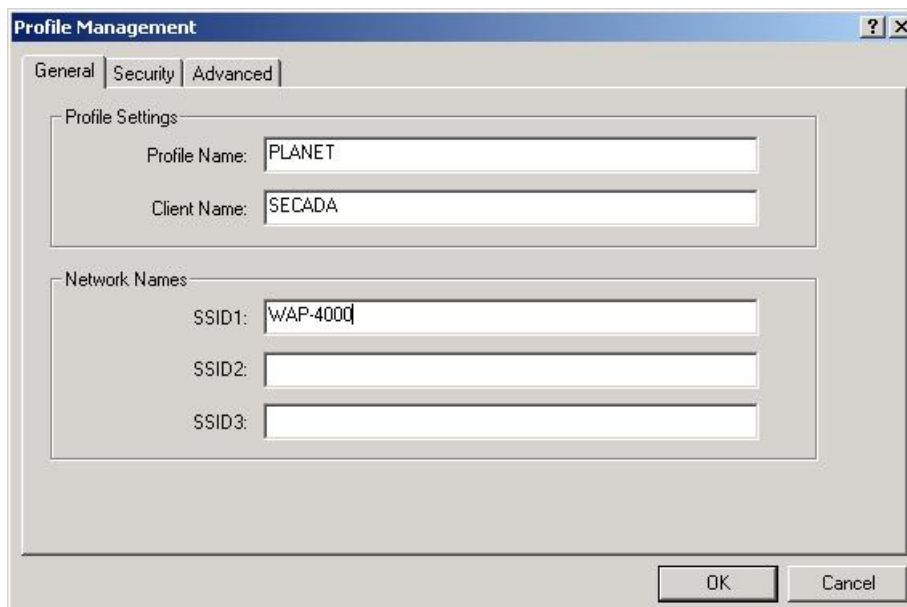 Profile Management
General Security Advanced
Profile Settings
Profile Name: PLANET
Client Name: SECADA
Network Names
SSID1: WAP-4000
SSID2:
SSID3:
OK Cancel